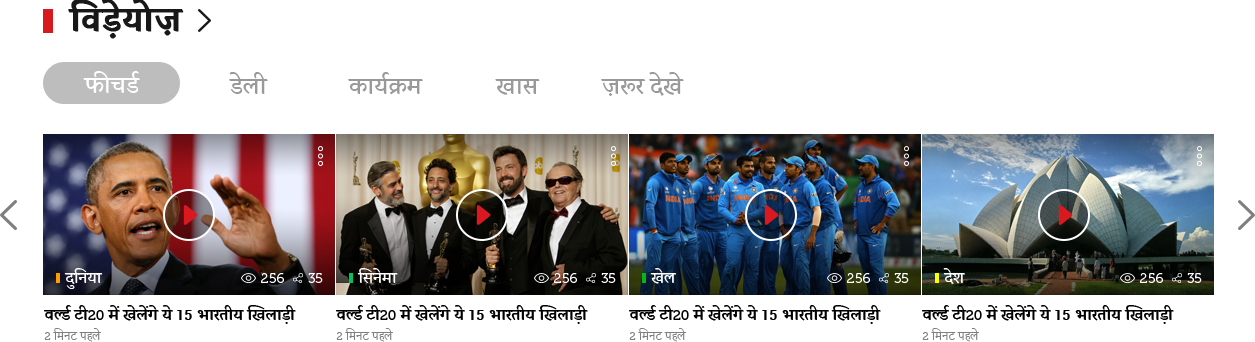 विड़ेयोज़
फीचर्ड डेली कार्यक्रम खास ज़रूर देखे
दुनिया 256 35
सिनेमा 256 35
खेल 256 35
देश 256 35
वर्ल्ड टी20 में खेलेंगे ये 15 भारतीय खिलाड़ी
2 मिनट पहले
वर्ल्ड टी20 में खेलेंगे ये 15 भारतीय खिलाड़ी
2 मिनट पहले
वर्ल्ड टी20 में खेलेंगे ये 15 भारतीय खिलाड़ी
2 मिनट पहले
वर्ल्ड टी20 में खेलेंगे ये 15 भारतीय खिलाड़ी
2 मिनट पहले